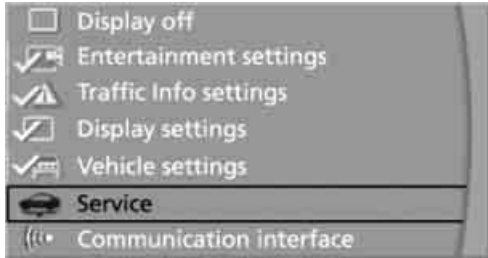 Display off
Entertainment settings
Traffic Info settings
Display settings
Vehicle settings
Service
Communication interface